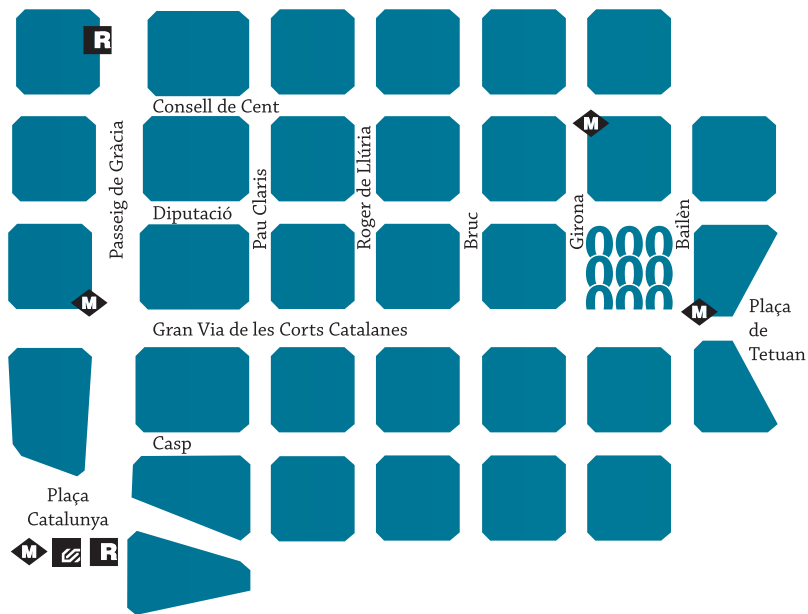 R
Consell de Cent
M
Passeig de Gràcia
Pau Claris
Roger de Llúria
Diputació
Bruc
Girona
Bailèn
M
M
Plaça
de
Tetuan
Gran Via de les Corts Catalanes
Casp
Plaça
Catalunya
M
R